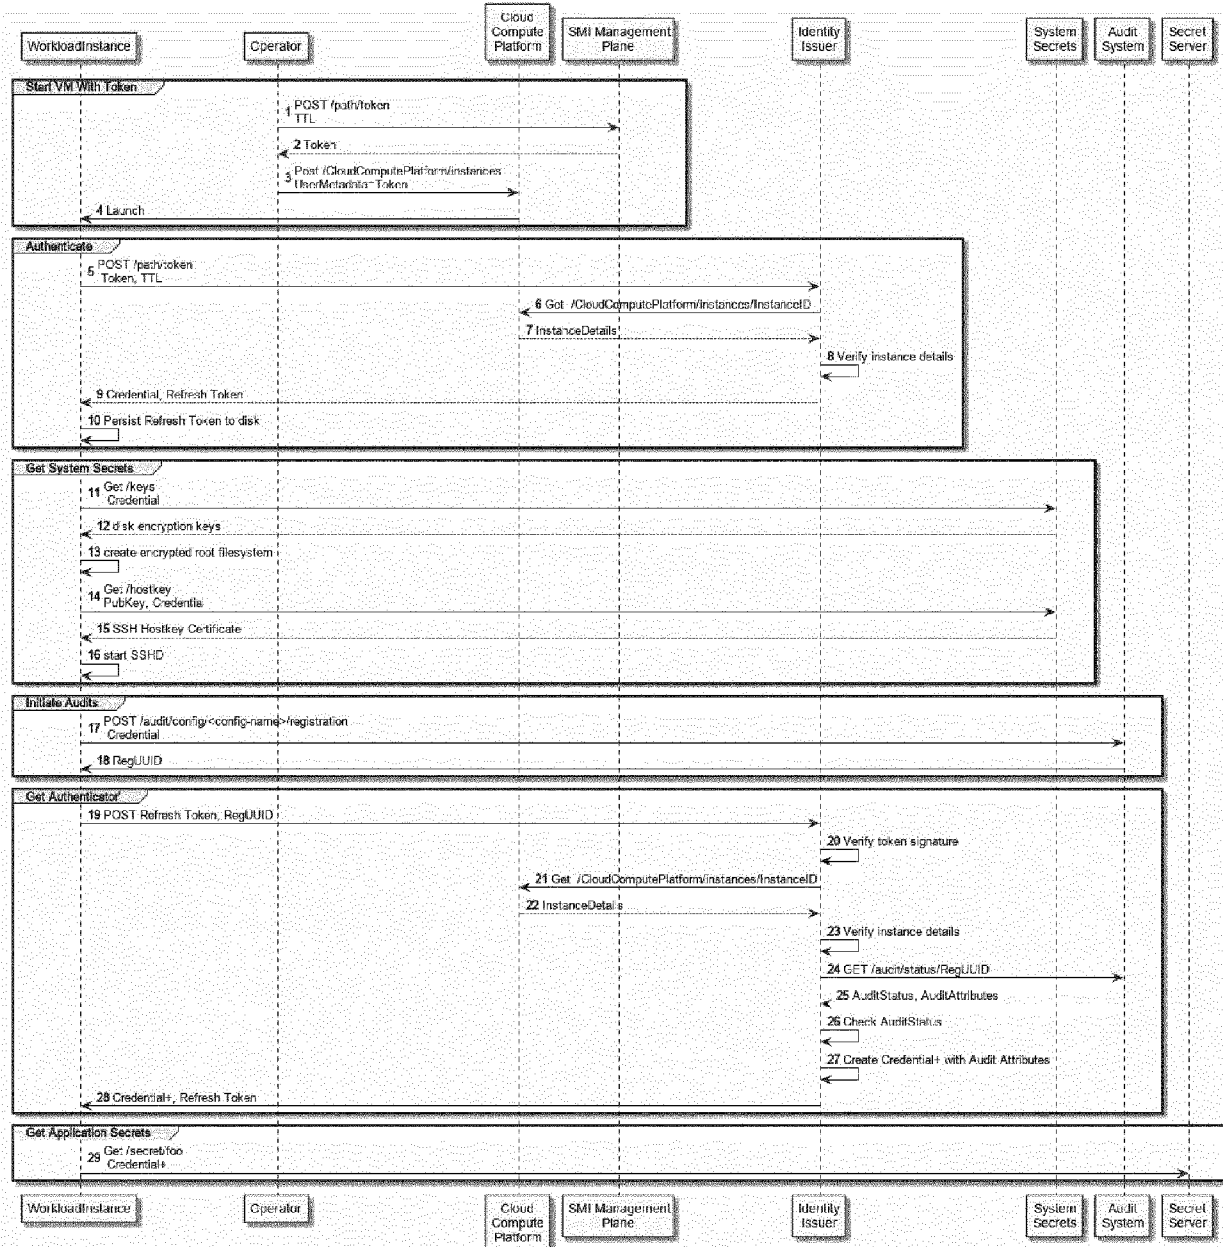 WorkloadInstance
Operator
Cloud
Compute
Platform
SMI Management
Plane
Identity
Issuer
System
Secrets
Audit
System
Secret
Server
Start VM With Token
1 POST /path/token
TTL
2 Token
3 Post /CloudComputePlatform/instances
UserMetadata=Token
4 Launch
Authenticate
5 POST /path/token
Token, TTL
6 Get /CloudComputePlatform/instances/InstanceID
7 InstanceDetails
8 Verify instance details
9 Credential, Refresh Token
10 Persist Refresh Token to disk
Get System Secrets
11 Get /keys
Credential
12 disk encryption keys
13 create encrypted root filesystem
14 Get /hostkey
PubKey, Credential
15 SSH Hostkey Certificate
16 start SSHD
Initiate Audits
17 POST /audit/config/<config-name>/registration
Credential
18 RegUUID
Get Authenticator'
19 POST Refresh Token, RegUUID
20 Verify token signature
21 Get /CloudComputePlatform/instances/InstanceID
22 InstanceDetails
23 Verify instance details
24 GET /audit/status/RegUUID
25 AuditStatus, AuditAttributes
26 Check AuditStatus
27 Create Credential+ with Audit Attributes
28 Credential+, Refresh Token
Get Application Secrets
29 Get /secret/foo
Credential+
WorkloadInstance
Operator
Cloud
Compute
Platform
SMI Management
Plane
Identity
Issuer
System
Secrets
Audit
System
Secret
Server